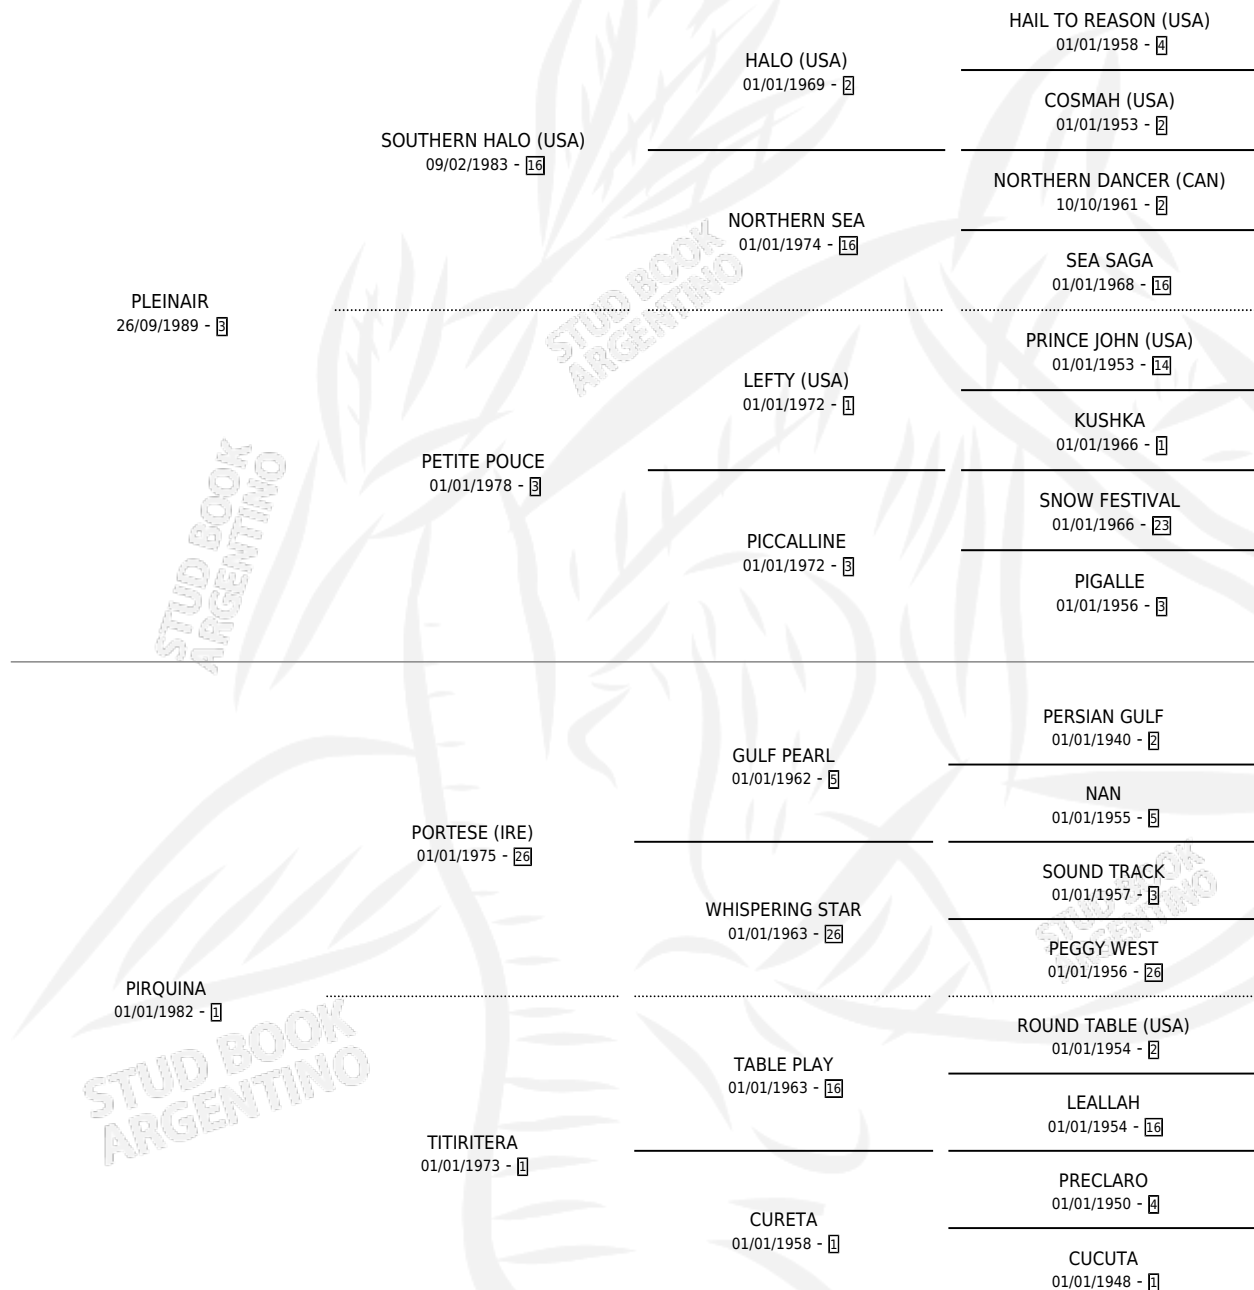 HAIL TO REASON (USA)
01/01/1958 - 4
HALO (USA)
01/01/1969 - 2
COSMAH (USA)
01/01/1953 - 2
SOUTHERN HALO (USA)
09/02/1983 - 16
NORTHERN DANCER (CAN)
10/10/1961 - 2
NORTHERN SEA
01/01/1974 - 16
SEA SAGA
01/01/1968 - 16
PLEINAIR
26/09/1989 - 3
STUD BOOK
ARGENTINO
PRINCE JOHN (USA)
01/01/1953 - 14
LEFTY (USA)
01/01/1972 - 1
KUSHKA
01/01/1966 - 1
PETITE POUCE
01/01/1978 - 3
SNOW FESTIVAL
01/01/1966 - 23
PICCALLINE
01/01/1972 - 3
PIGALLE
01/01/1956 - 3
STUD BOOK
ARGENTINO
PERSIAN GULF
01/01/1940 - 2
GULF PEARL
01/01/1962 - 5
NAN
01/01/1955 - 5
PORTESE (IRE)
01/01/1975 - 26
SOUND TRACK
01/01/1957 - 3
WHISPERING STAR
01/01/1963 - 26
STUD BOOK
ARGENTINO
PEGGY WEST
01/01/1956 - 26
PIRQUINA
01/01/1982 - 1
STUD BOOK
ARGENTINO
ROUND TABLE (USA)
01/01/1954 - 2
TABLE PLAY
01/01/1963 - 16
LEALLAH
01/01/1954 - 16
TITIRITERA
01/01/1973 - 1
PRECLARO
01/01/1950 - 4
CURETA
01/01/1958 - 1
CUCUTA
01/01/1948 - 1